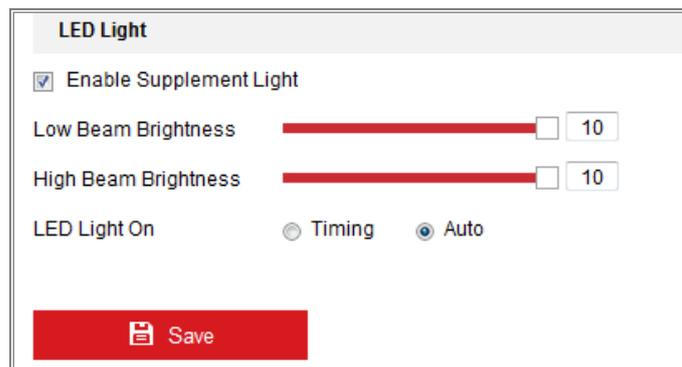 LED Light
Enable Supplement Light
Low Beam Brightness 10
High Beam Brightness 10
LED Light On Timing Auto
Save